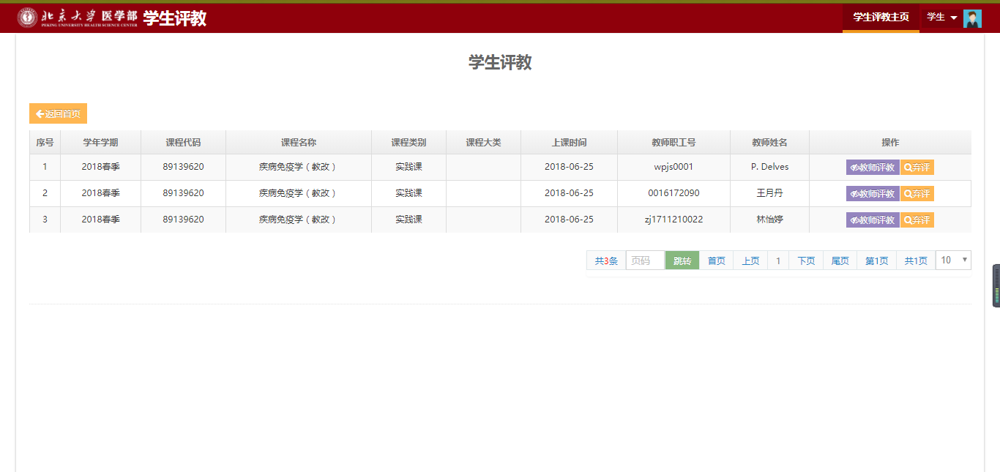 北京大学医学部 学生评教 学生评教主页 学生
PEKING UNIVERSITY HEALTH SCIENCE CENTER
学生评教
返回首页
序号 学年学期 课程代码 课程名称 课程类别 课程大类 上课时间 教师职工号 教师姓名 操作
1 2018春季 89139620 疾病免疫学（教改） 实践课 2018-06-25 wpjs0001 P. Delves 教师评教 弃评
2 2018春季 89139620 疾病免疫学（教改） 实践课 2018-06-25 0016172090 王月丹 教师评教 弃评
3 2018春季 89139620 疾病免疫学（教改） 实践课 2018-06-25 zj1711210022 林怡婷 教师评教 弃评
共3条 页码 跳转 首页 上页 1 下页 尾页 第1页 共1页 10